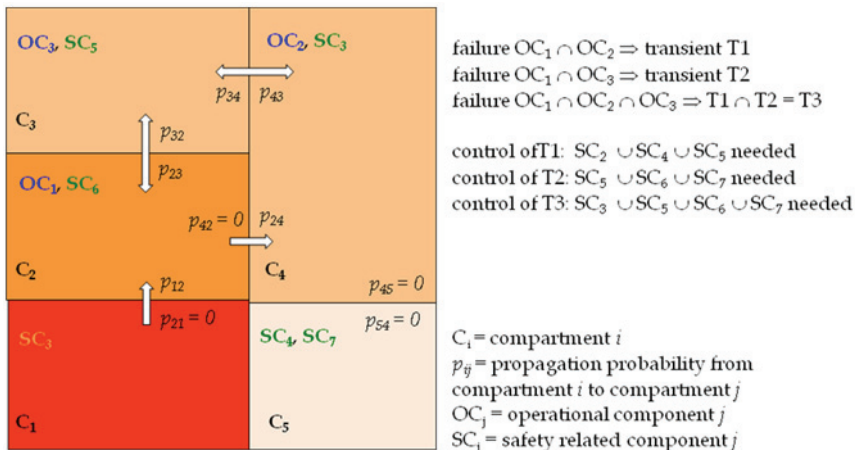 OC₃, SC₅
OC₂, SC₃
p₃₄ p₄₃
C₃
p₃₂
p₂₃
OC₁, SC₆
p₄₂ = 0 p₂₄
C₂
C₄
p₁₂
p₄₅ = 0
p₂₁ = 0
p₅₄ = 0
SC₃
SC₄, SC₇
C₁
C₅
failure OC₁ ∩ OC₂ ⇒ transient T1
failure OC₁ ∩ OC₃ ⇒ transient T2
failure OC₁ ∩ OC₂ ∩ OC₃ ⇒ T1 ∩ T2 = T3
control of T1: SC₂ ∪ SC₄ ∪ SC₅ needed
control of T2: SC₅ ∪ SC₆ ∪ SC₇ needed
control of T3: SC₃ ∪ SC₅ ∪ SC₆ ∪ SC₇ needed
Cᵢ = compartment i
pᵢⱼ = propagation probability from
compartment i to compartment j
OCⱼ = operational component j
SCⱼ = safety related component j